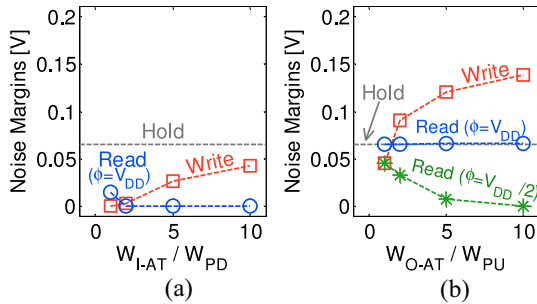 0.2
0.15
0.1
0.05
0
Noise Margins [V]
Hold
Read
(ϕ=V_DD)
Write
0 5 10
W_I-AT / W_PD
(a)
0.2
0.15
0.1
0.05
0
Noise Margins [V]
Hold
Write
Read (ϕ=V_DD)
Read (ϕ=V_DD /2)
0 5 10
W_O-AT / W_PU
(b)